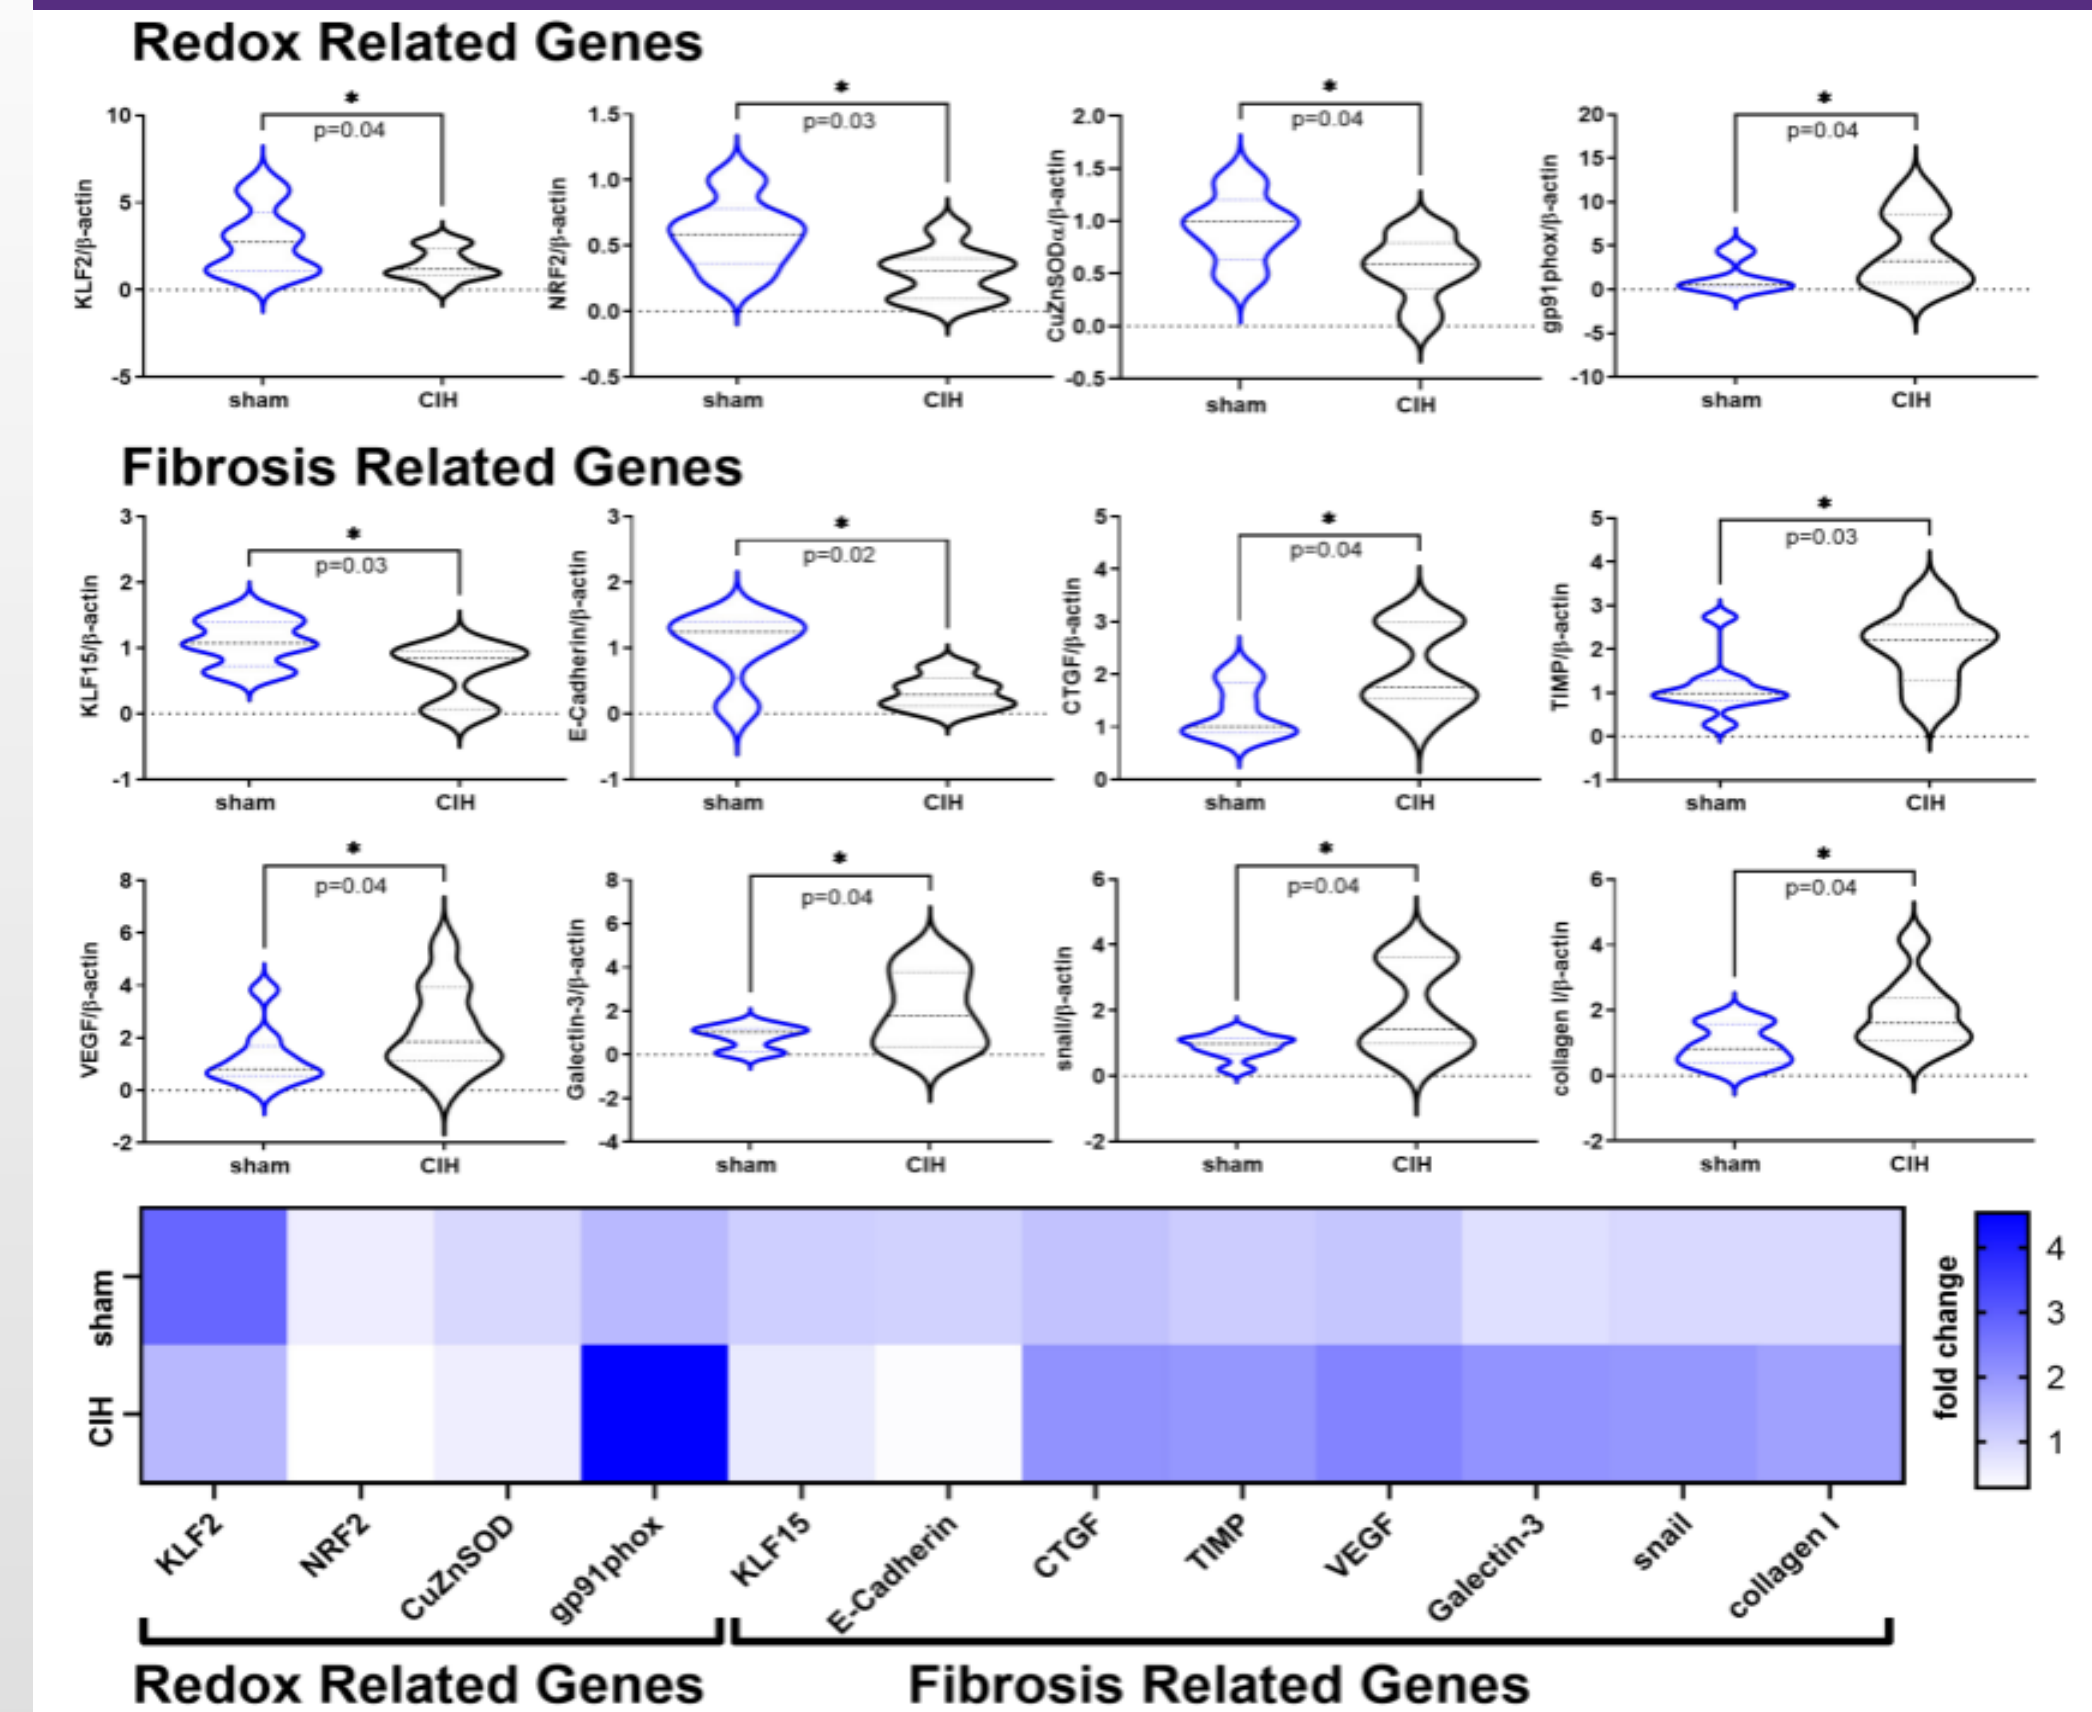 Redox Related Genes
*
p=0.04
10
5
0
-5
KLF2/β-actin
sham
CIH
*
p=0.03
1.5
1.0
0.5
0.0
-0.5
NRF2/β-actin
sham
CIH
*
p=0.04
2.0
1.5
1.0
0.5
0.0
-0.5
CuZnSODα/β-actin
sham
CIH
*
p=0.04
20
15
10
5
0
-5
-10
gp91phox/β-actin
sham
CIH
Fibrosis Related Genes
*
p=0.03
3
2
1
0
-1
KLF15/β-actin
sham
CIH
*
p=0.02
3
2
1
0
-1
E-Cadherin/β-actin
sham
CIH
*
p=0.04
5
4
3
2
1
0
CTGF/β-actin
sham
CIH
*
p=0.03
5
4
3
2
1
0
-1
TIMP/β-actin
sham
CIH
*
p=0.04
8
6
4
2
0
-2
VEGF/β-actin
sham
CIH
*
p=0.04
8
6
4
2
0
-2
-4
Galectin-3/β-actin
sham
CIH
*
p=0.04
6
4
2
0
-2
snail/β-actin
sham
CIH
*
p=0.04
6
4
2
0
-2
collagen I/β-actin
sham
CIH
sham
CIH
fold change
4
3
2
1
KLF2
NRF2
CuZnSOD
gp91phox
KLF15
E-Cadherin
CTGF
TIMP
VEGF
Galectin-3
snail
collagen I
Redox Related Genes
Fibrosis Related Genes